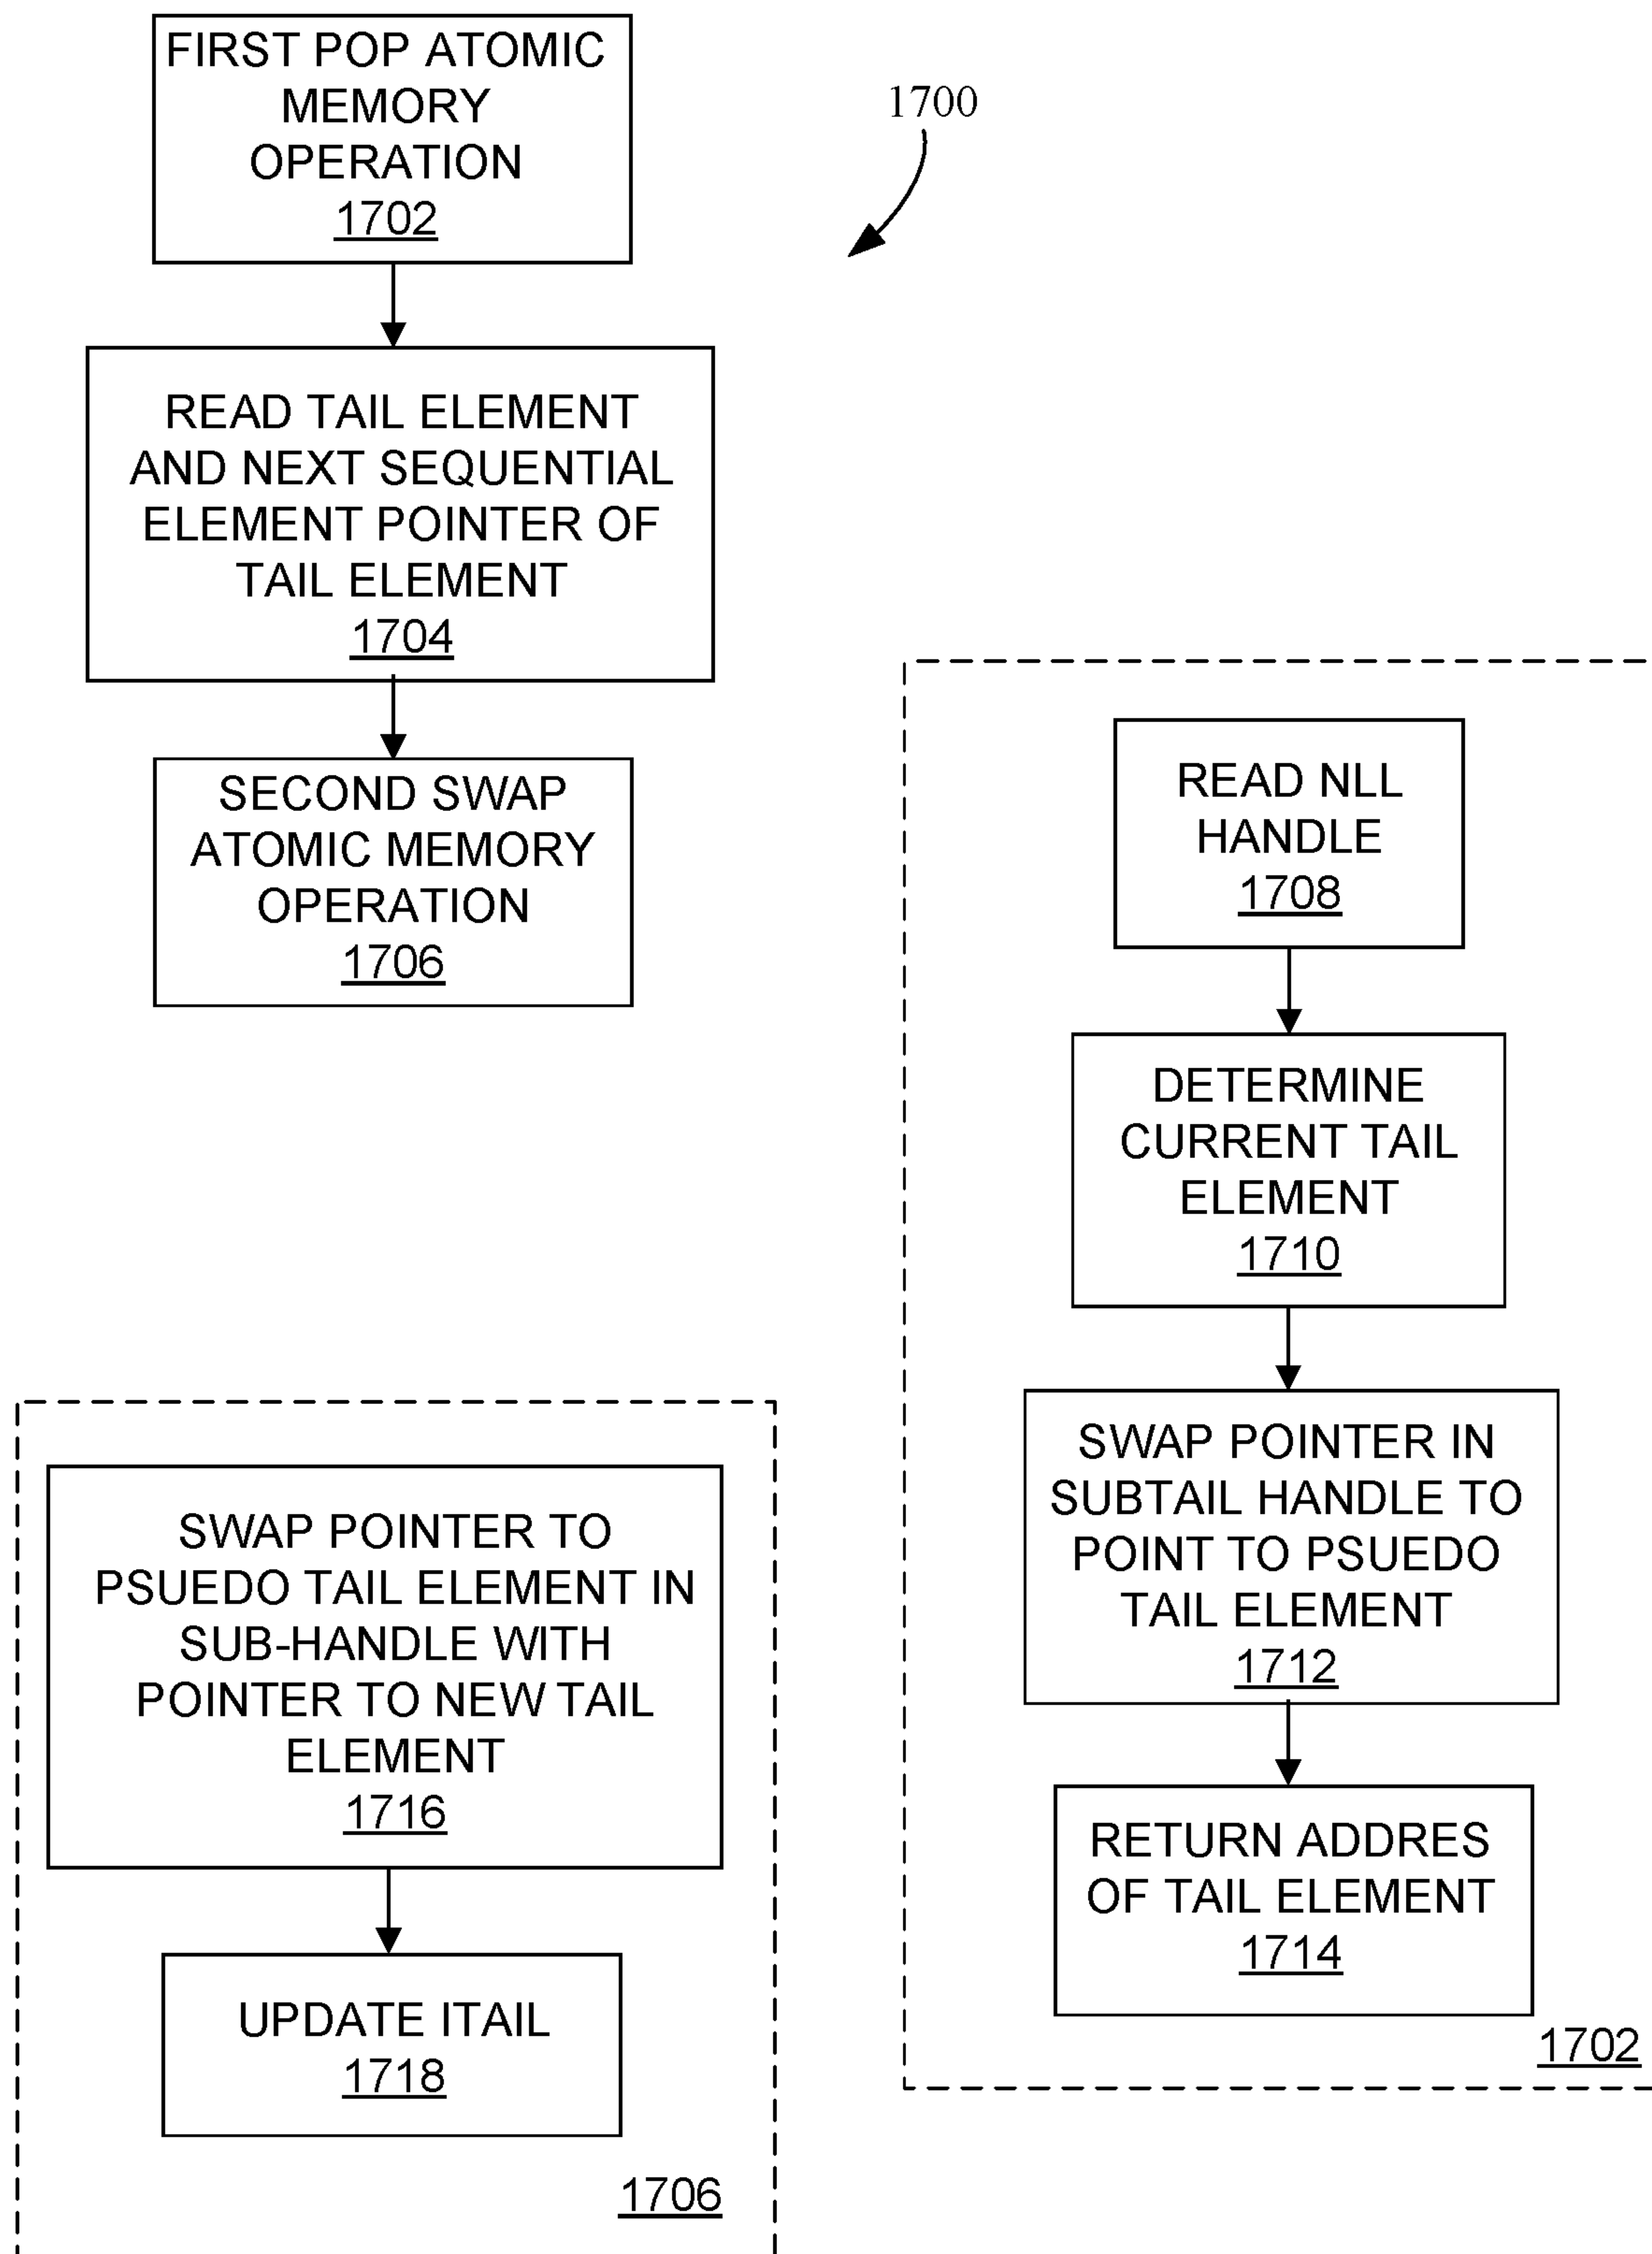 FIRST POP ATOMIC
MEMORY
OPERATION
1702
1700
READ TAIL ELEMENT
AND NEXT SEQUENTIAL
ELEMENT POINTER OF
TAIL ELEMENT
1704
SECOND SWAP
ATOMIC MEMORY
OPERATION
1706
READ NLL
HANDLE
1708
DETERMINE
CURRENT TAIL
ELEMENT
1710
SWAP POINTER IN
SUBTAIL HANDLE TO
POINT TO PSUEDO
TAIL ELEMENT
1712
RETURN ADDRES
OF TAIL ELEMENT
1714
1702
SWAP POINTER TO
PSUEDO TAIL ELEMENT IN
SUB-HANDLE WITH
POINTER TO NEW TAIL
ELEMENT
1716
UPDATE ITAIL
1718
1706